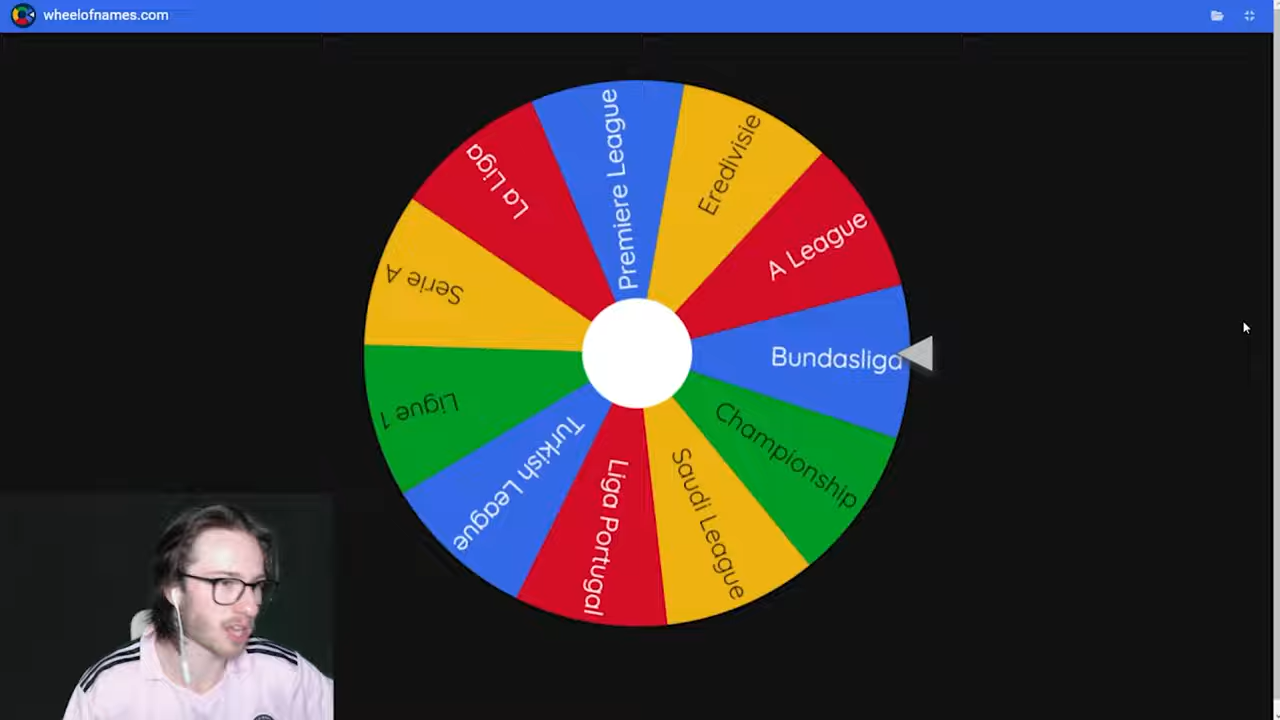 wheelofnames.com
Premiere League
Eredivisie
A League
Bundasliga
Championship
Saudi League
Liga Portugal
Turkish League
Ligue 1
Serie A
La Liga